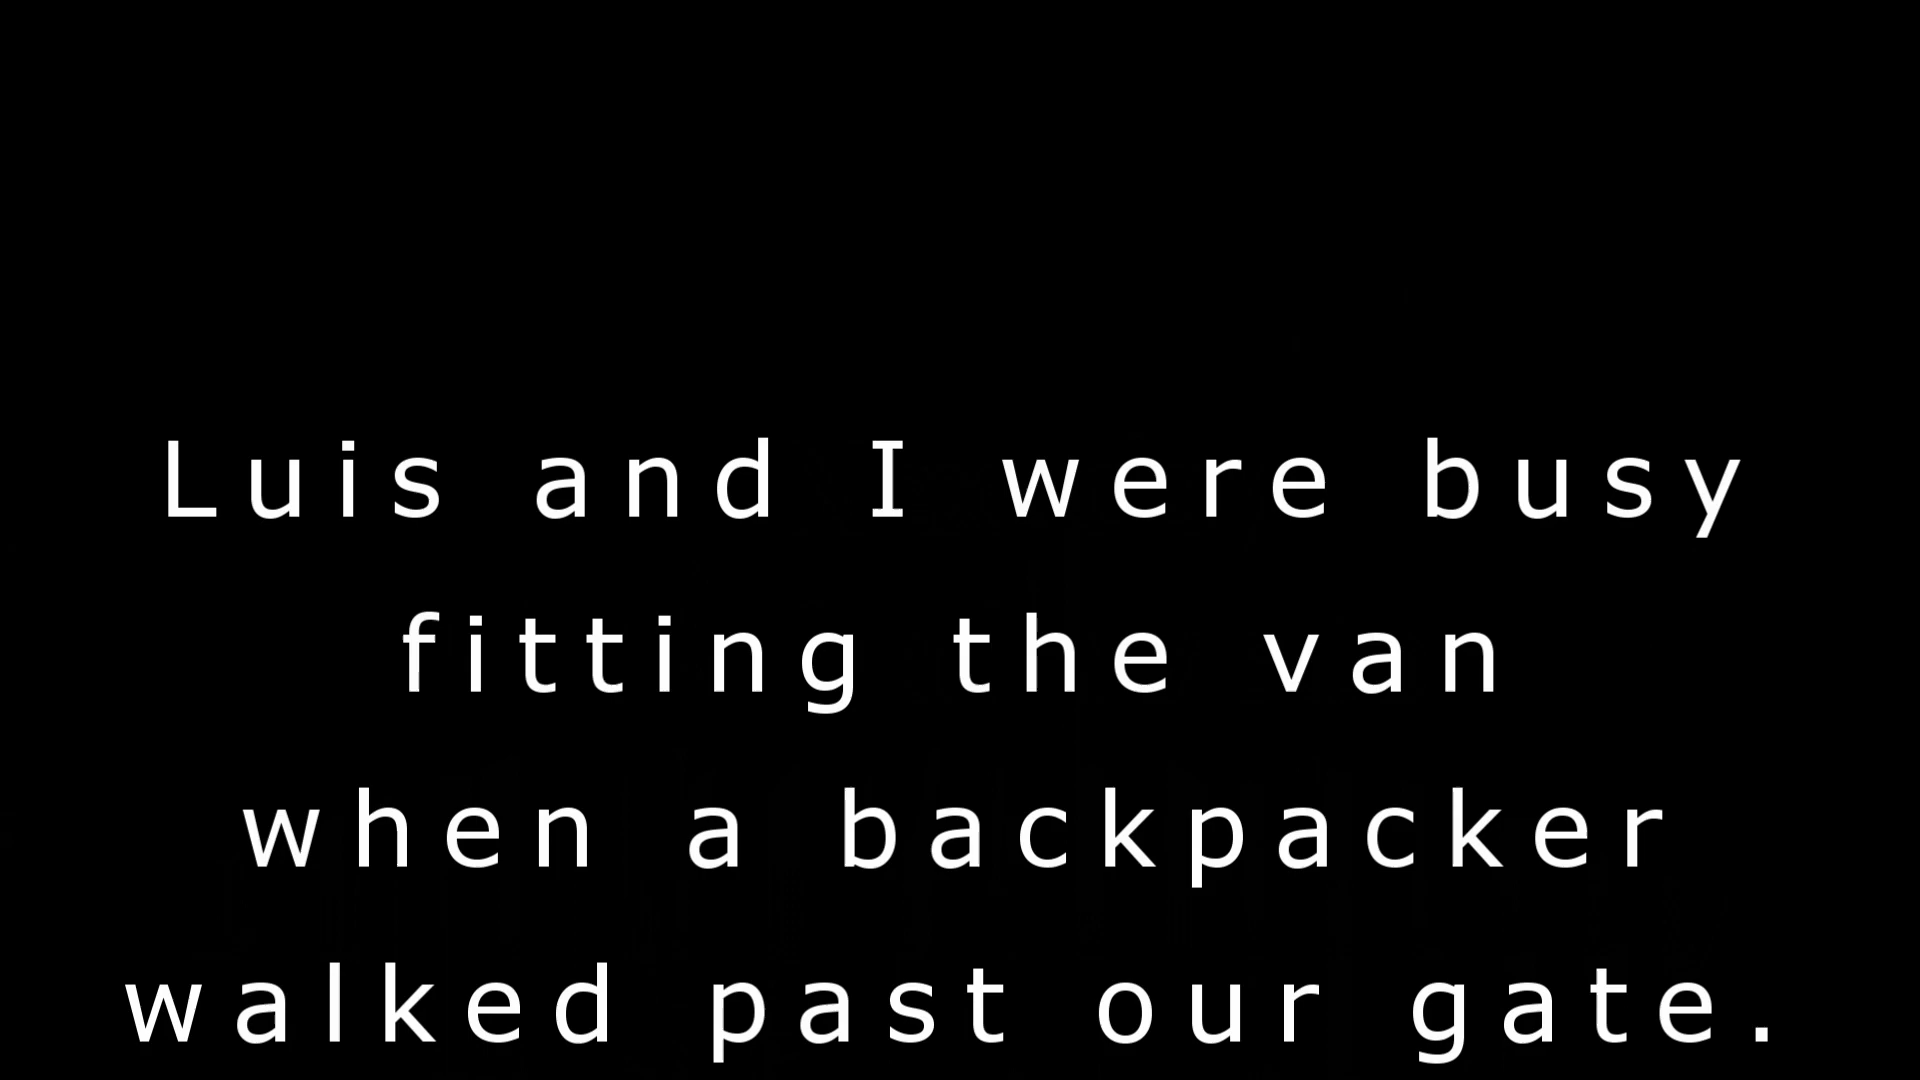 Luis and I were busy
fitting the van
when a backpacker
walked past our gate.